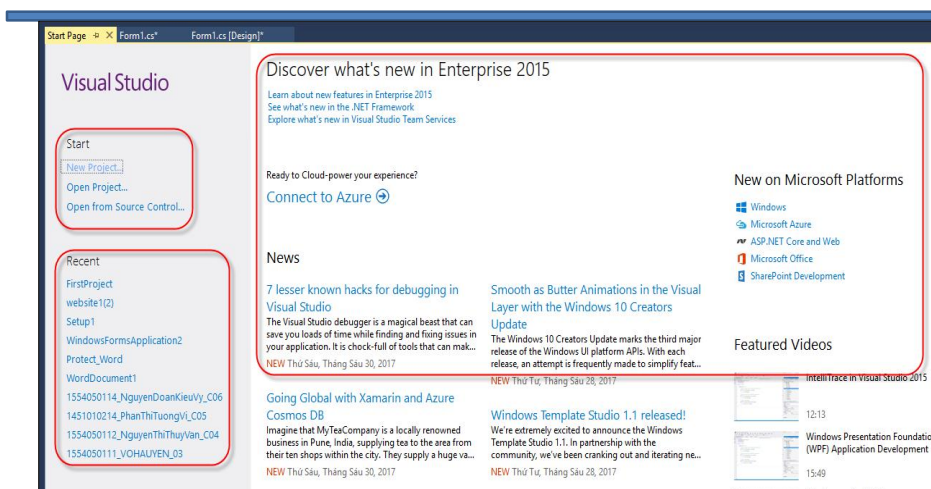 Start Page
Form1.cs*
Form1.cs [Design]*
Visual Studio
Start
New Project...
Open Project...
Open from Source Control...
Recent
FirstProject
website1(2)
Setup1
WindowsFormsApplication2
Protect_Word
WordDocument1
1554050114_NguyenDoanKieuVy_C06
1451010214_PhanThiTuongVi_C05
1554050112_NguyenThiThuyVan_C04
1554050111_VOHAUYEN_03
Discover what's new in Enterprise 2015
Learn about new features in Enterprise 2015
See what's new in the .NET Framework
Explore what's new in Visual Studio Team Services
Ready to Cloud-power your experience?
Connect to Azure
News
7 lesser known hacks for debugging in
Visual Studio
The Visual Studio debugger is a magical beast that can
save you loads of time while finding and fixing issues in
your application. It is chock-full of tools that can mak...
NEW Thứ Sáu, Tháng Sáu 30, 2017
Going Global with Xamarin and Azure
Cosmos DB
Imagine that MyTeaCompany is a locally renowned
business in Pune, India, supplying tea to the area from
their ten shops within the city. They supply a huge va...
NEW Thứ Sáu, Tháng Sáu 30, 2017
Smooth as Butter Animations in the Visual
Layer with the Windows 10 Creators
Update
The Windows 10 Creators Update marks the third major
release of the Windows UI platform APIs. With each
release, an attempt is frequently made to simplify feat...
NEW Thứ Tư, Tháng Sáu 28, 2017
Windows Template Studio 1.1 released!
We're extremely excited to announce the Windows
Template Studio 1.1. In partnership with the
community, we've been cranking out and iterating ne...
NEW Thứ Tư, Tháng Sáu 28, 2017
New on Microsoft Platforms
Windows
Microsoft Azure
ASP.NET Core and Web
Microsoft Office
SharePoint Development
Featured Videos
IntelliTrace in Visual Studio 2015
12:13
Windows Presentation Foundatio
(WPF) Application Development
15:49